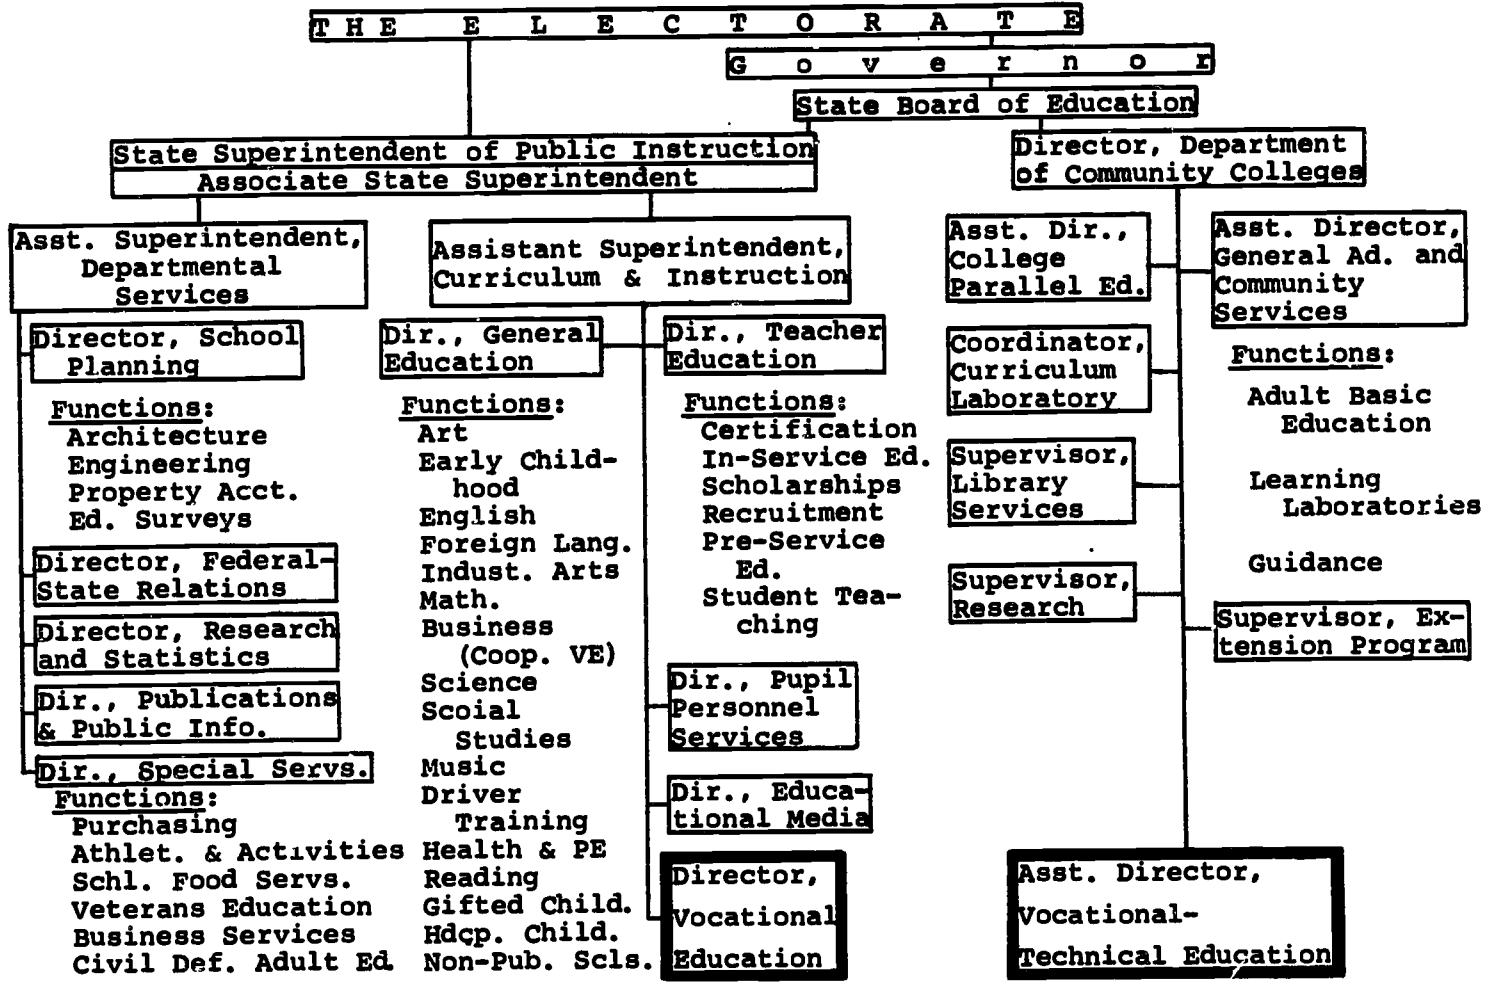 THE ELECTORATE
Governor
State Board of Education
State Superintendent of Public Instruction
Associate State Superintendent
Director, Department
of Community Colleges
Asst. Superintendent,
Departmental
Services
Director, School
Planning
Functions:
Architecture
Engineering
Property Acct.
Ed. Surveys
Director, Federal-
State Relations
Director, Research
and Statistics
Dir., Publications
& Public Info.
Dir., Special Servs.
Functions:
Purchasing
Athlet. & Activities
Schl. Food Servs.
Veterans Education
Business Services
Civil Def. Adult Ed.
Assistant Superintendent,
Curriculum & Instruction
Dir., General
Education
Functions:
Art
Early Child-
hood
English
Foreign Lang.
Indust. Arts
Math.
Business
(Coop. VE)
Science
Scoial
Studies
Music
Driver
Training
Health & PE
Reading
Gifted Child.
Hdcp. Child.
Non-Pub. Scls.
Dir., Teacher
Education
Functions:
Certification
In-Service Ed.
Scholarships
Recruitment
Pre-Service
Ed.
Student Tea-
ching
Dir., Pupil
Personnel
Services
Dir., Educa-
tional Media
Director,
Vocational
Education
Asst. Dir.,
College
Parallel Ed.
Coordinator,
Curriculum
Laboratory
Supervisor,
Library
Services
Supervisor,
Research
Asst. Director,
General Ad. and
Community
Services
Functions:
Adult Basic
Education
Learning
Laboratories
Guidance
Supervisor, Ex-
tension Program
Asst. Director,
Vocational-
Technical Education